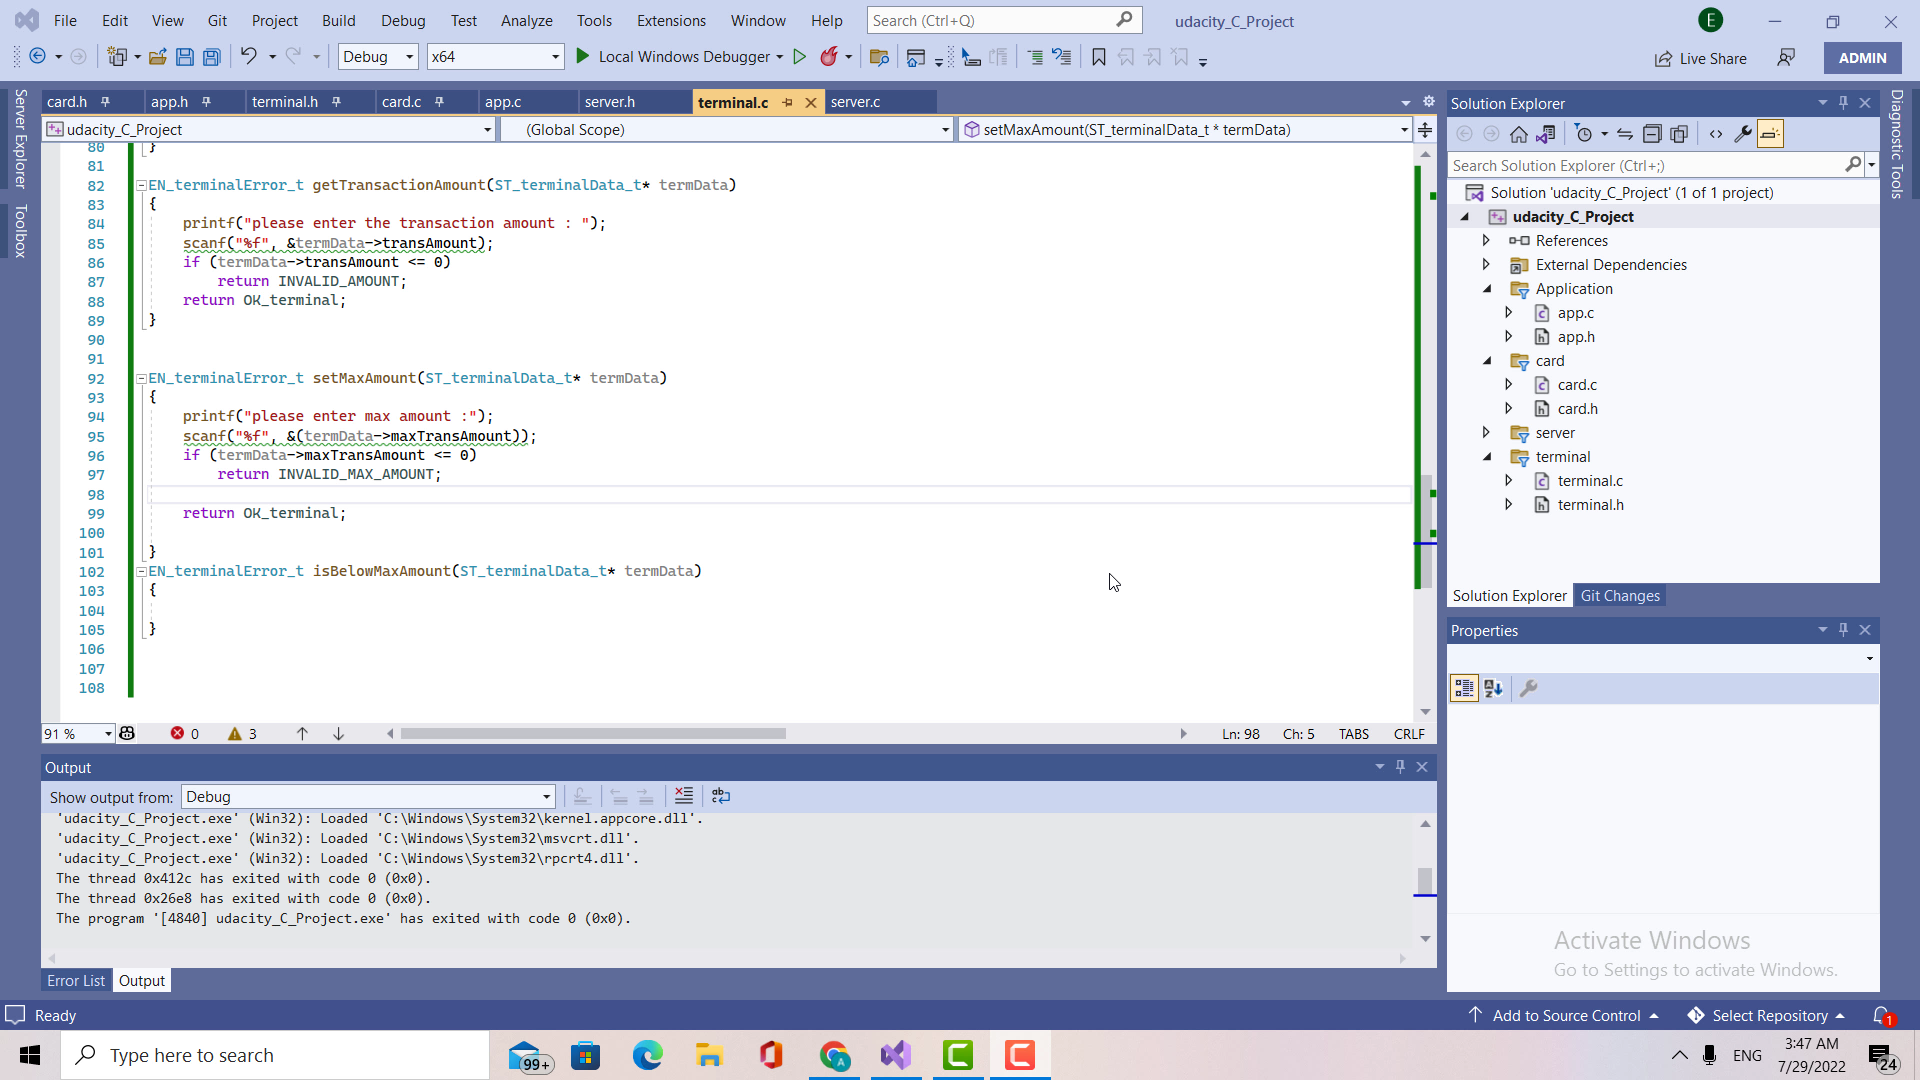 File Edit View Git Project Build Debug Test Analyze Tools Extensions Window Help Search (Ctrl+Q) udacity_C_Project E
Debug x64 Local Windows Debugger Live Share ADMIN
Server Explorer
Toolbox
card.h app.h terminal.h card.c app.c server.h terminal.c server.c
udacity_C_Project (Global Scope) setMaxAmount(ST_terminalData_t * termData)
80 }
81
82 EN_terminalError_t getTransactionAmount(ST_terminalData_t* termData)
83 {
84 printf("please enter the transaction amount : ");
85 scanf("%f", &termData->transAmount);
86 if (termData->transAmount <= 0)
87 return INVALID_AMOUNT;
88 return OK_terminal;
89 }
90
91
92 EN_terminalError_t setMaxAmount(ST_terminalData_t* termData)
93 {
94 printf("please enter max amount :");
95 scanf("%f", &(termData->maxTransAmount));
96 if (termData->maxTransAmount <= 0)
97 return INVALID_MAX_AMOUNT;
98
99 return OK_terminal;
100
101 }
102 EN_terminalError_t isBelowMaxAmount(ST_terminalData_t* termData)
103 {
104
105 }
106
107
108
91 % 0 3 Ln: 98 Ch: 5 TABS CRLF
Output
Show output from: Debug
'udacity_C_Project.exe' (Win32): Loaded 'C:\Windows\System32\kernel.appcore.dll'.
'udacity_C_Project.exe' (Win32): Loaded 'C:\Windows\System32\msvcrt.dll'.
'udacity_C_Project.exe' (Win32): Loaded 'C:\Windows\System32\rpcrt4.dll'.
The thread 0x412c has exited with code 0 (0x0).
The thread 0x26e8 has exited with code 0 (0x0).
The program '[4840] udacity_C_Project.exe' has exited with code 0 (0x0).
Error List Output
Solution Explorer
Search Solution Explorer (Ctrl+;)
Solution 'udacity_C_Project' (1 of 1 project)
udacity_C_Project
References
External Dependencies
Application
app.c
app.h
card
card.c
card.h
server
terminal
terminal.c
terminal.h
Solution Explorer Git Changes
Properties
Diagnostic Tools
Activate Windows
Go to Settings to activate Windows.
Ready Add to Source Control Select Repository 1
Type here to search 99+ A ENG 3:47 AM
7/29/2022 24